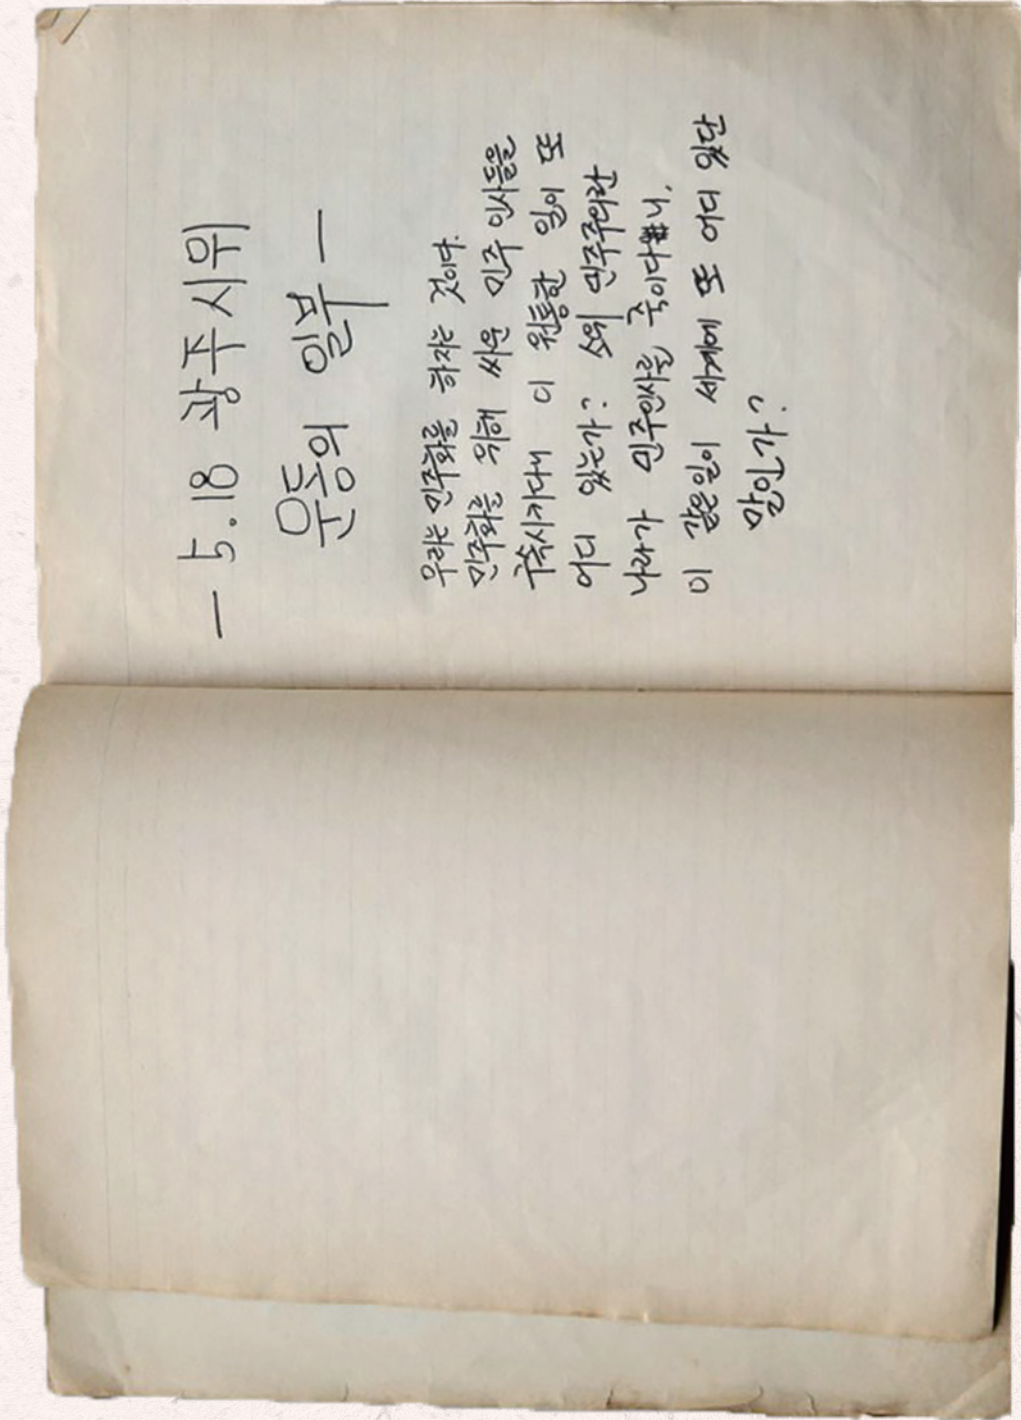 — 5.18 광주시위
운동의 일부 —
우리는 민주화를 하자는 것이다.
민주화를 위해 싸운 민주 인사들을
구속시키다니 이 원통한 일이 또
어디 있는가? 소위 민주주의란
나라가 민주인사를 죽이다니,
이 같은 일이 세계에 또 어디 있단
말인가?